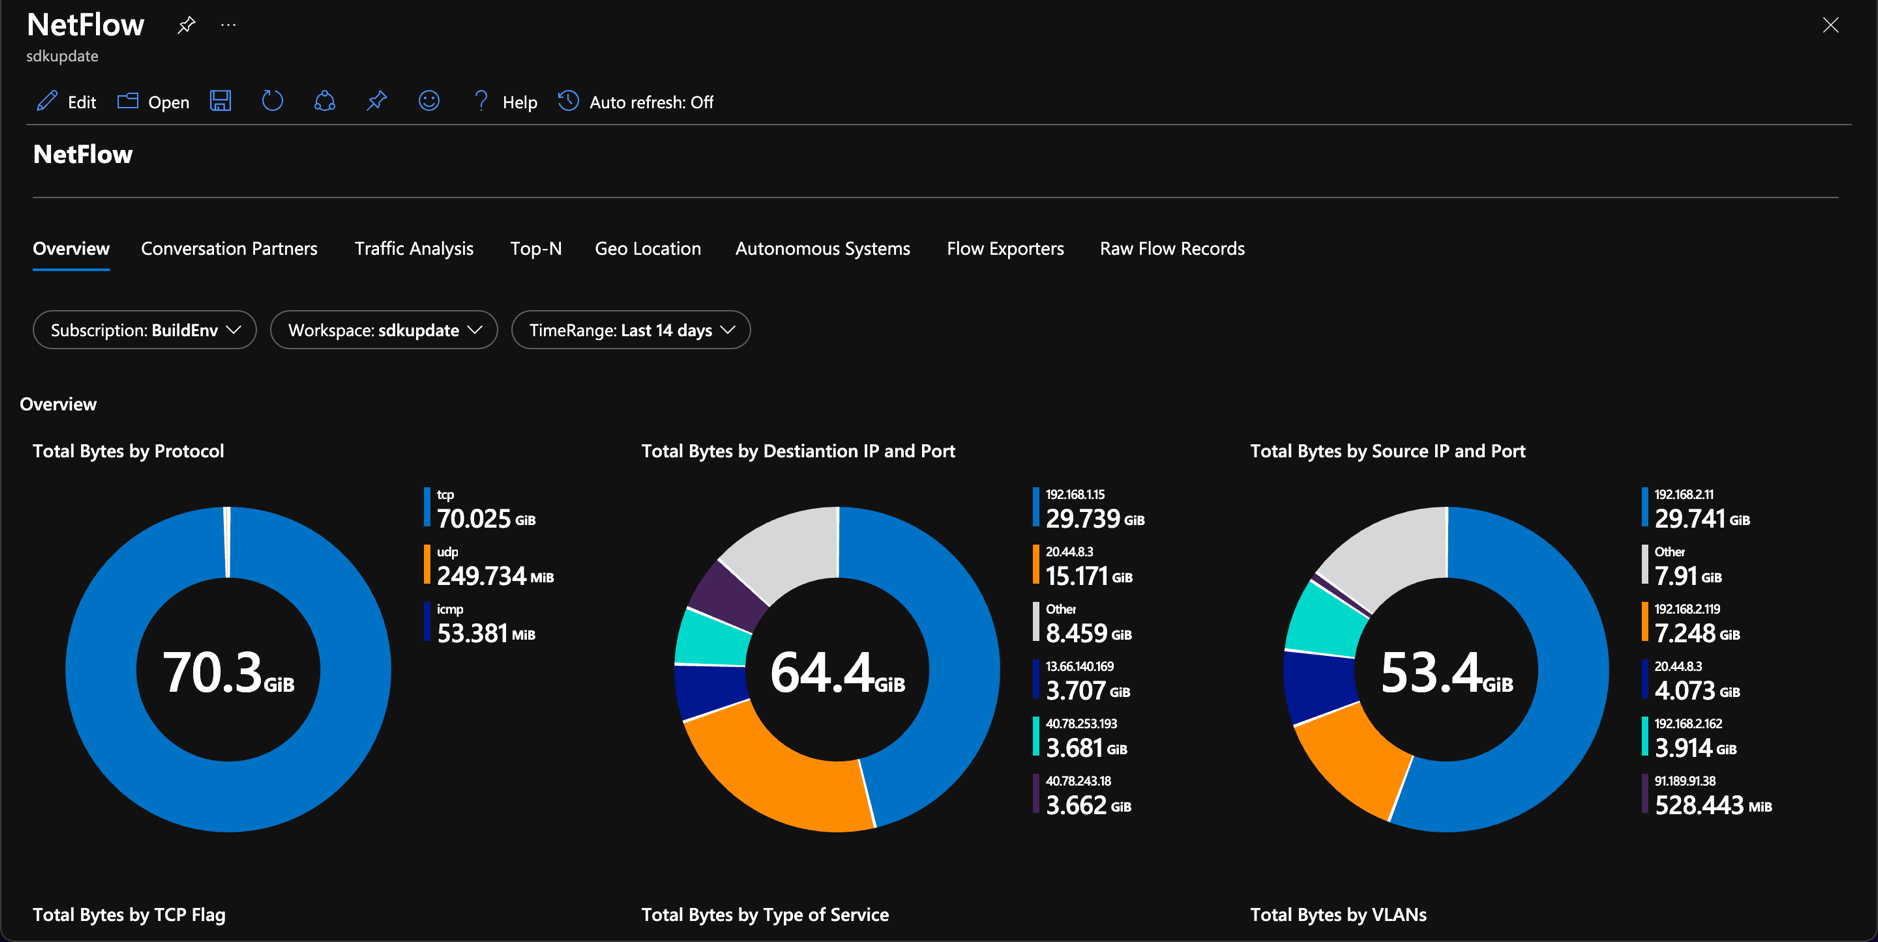 NetFlow ...
sdkupdate
Edit Open Help Auto refresh: Off
NetFlow
Overview Conversation Partners Traffic Analysis Top-N Geo Location Autonomous Systems Flow Exporters Raw Flow Records
Subscription: BuildEnv Workspace: sdkupdate TimeRange: Last 14 days
Overview
Total Bytes by Protocol
tcp
70.025 GiB
udp
249.734 MiB
icmp
53.381 MiB
70.3GiB
Total Bytes by Destiantion IP and Port
192.168.1.15
29.739 GiB
20.44.8.3
15.171 GiB
Other
8.459 GiB
13.66.140.169
3.707 GiB
40.78.253.193
3.681 GiB
40.78.243.18
3.662 GiB
64.4GiB
Total Bytes by Source IP and Port
192.168.2.11
29.741 GiB
Other
7.91 GiB
192.168.2.119
7.248 GiB
20.44.8.3
4.073 GiB
192.168.2.162
3.914 GiB
91.189.91.38
528.443 MiB
53.4GiB
Total Bytes by TCP Flag
Total Bytes by Type of Service
Total Bytes by VLANs